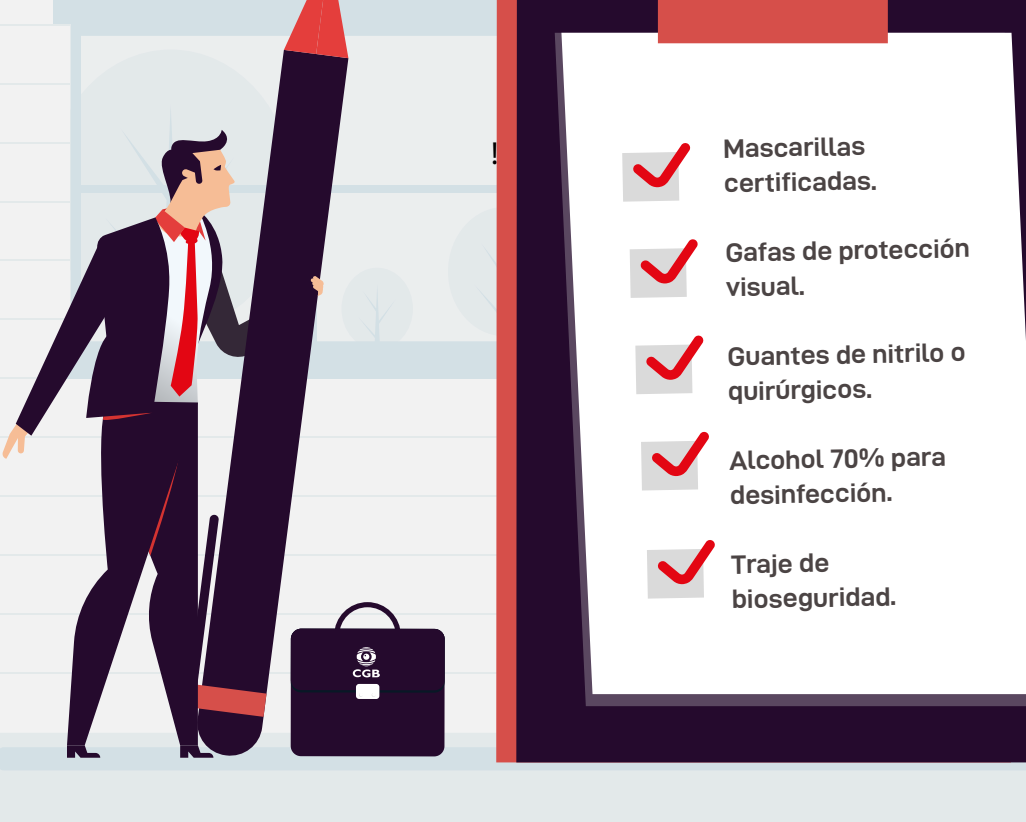 !
Mascarillas
certificadas.
Gafas de protección
visual.
Guantes de nitrilo o
quirúrgicos.
Alcohol 70% para
desinfección.
Traje de
bioseguridad.
CGB